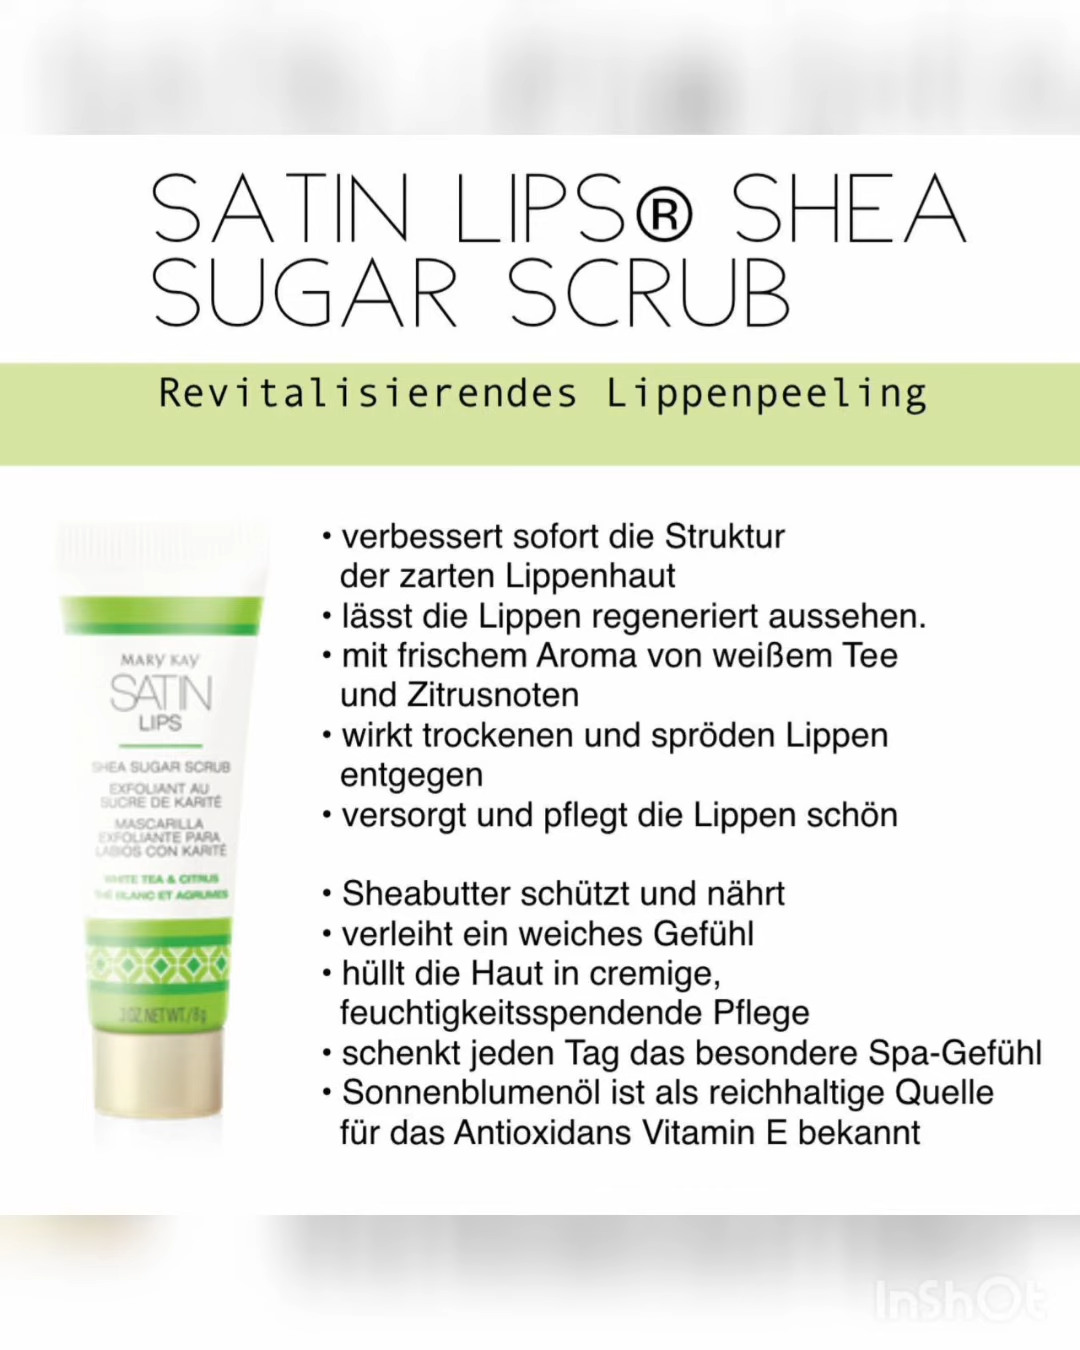 SATIN LIPS® SHEA
SUGAR SCRUB
Revitalisierendes Lippenpeeling
• verbessert sofort die Struktur
der zarten Lippenhaut
• lässt die Lippen regeneriert aussehen.
• mit frischem Aroma von weißem Tee
und Zitrusnoten
• wirkt trockenen und spröden Lippen
entgegen
• versorgt und pflegt die Lippen schön
• Sheabutter schützt und nährt
• verleiht ein weiches Gefühl
• hüllt die Haut in cremige,
feuchtigkeitsspendende Pflege
• schenkt jeden Tag das besondere Spa-Gefühl
• Sonnenblumenöl ist als reichhaltige Quelle
für das Antioxidans Vitamin E bekannt
MARY KAY
SATIN
LIPS
SHEA SUGAR SCRUB
EXFOLIANT AU
SUCRE DE KARITÉ
MASCARILLA
EXFOLIANTE PARA
LABIOS CON KARITÉ
WHITE TEA & CITRUS
THÉ BLANC ET AGRUMES
.3 OZ. NET WT. / 8 g
InShOt